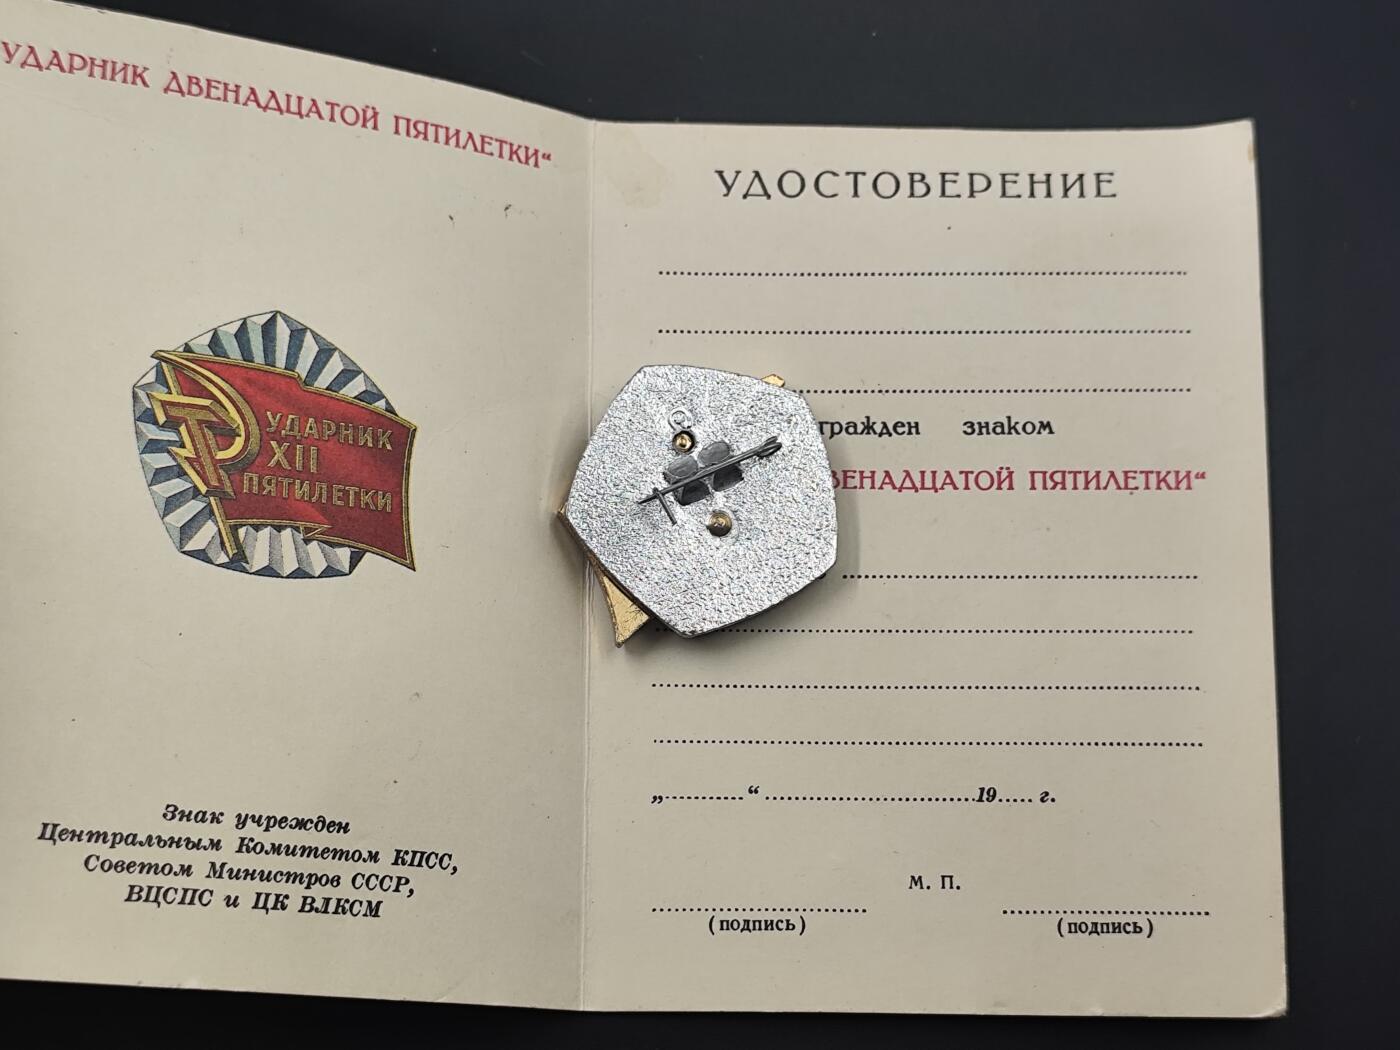 УДАРНИК ДВЕНАДЦАТОЙ ПЯТИЛЕТКИ“
УДАРНИК
XII
ПЯТИЛЕТКИ
Знак учрежден
Центральным Комитетом КПСС,
Советом Министров СССР,
ВЦСПС и ЦК ВЛКСМ
УДОСТОВЕРЕНИЕ
гражден знаком
ВЕНАДЦАТОЙ ПЯТИЛЕТКИ“
„ “ 19 г.
М. П.
(подпись) (подпись)